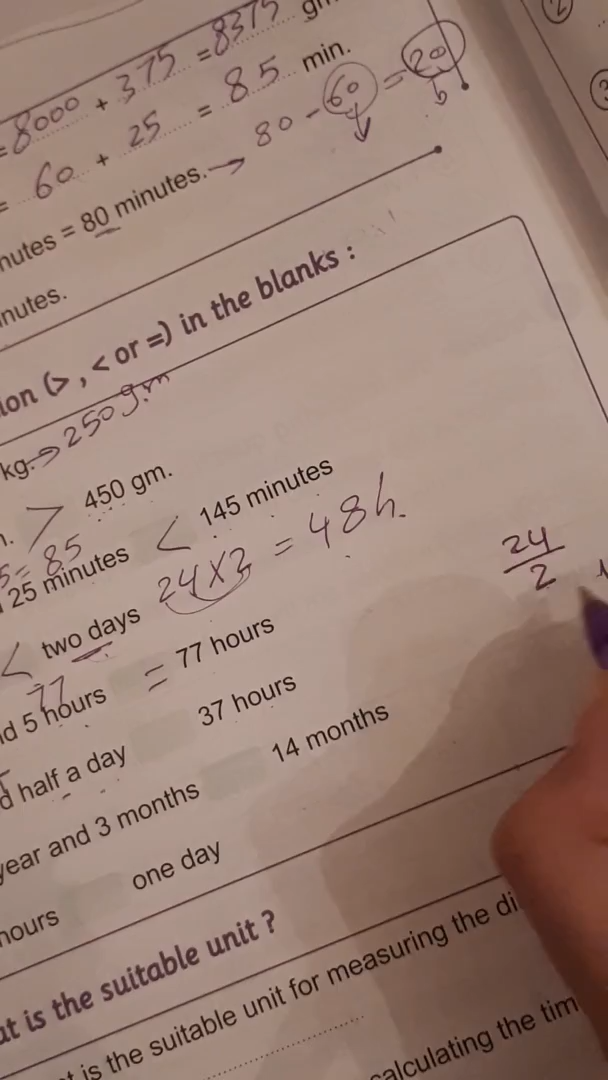 = 8000 + 375 = 8375 gm
= 60 + 25 = 85 min.
nutes = 80 minutes. → 80 - 60 = 20
nutes.
ion (>, < or =) in the blanks :
kg. → 250 gm
. > 450 gm.
5 = 85
25 minutes < 145 minutes
< two days 24 x 2 = 48 h.
77
d 5 hours = 77 hours
d half a day 37 hours
24
2
year and 3 months 14 months
hours one day
at is the suitable unit ?
t is the suitable unit for measuring the di
calculating the tim